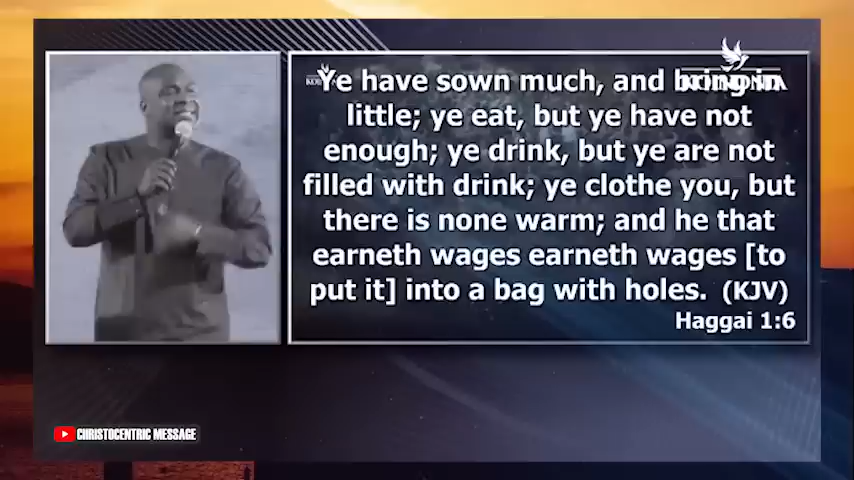 Ye have sown much, and bring in
little; ye eat, but ye have not
enough; ye drink, but ye are not
filled with drink; ye clothe you, but
there is none warm; and he that
earneth wages earneth wages [to
put it] into a bag with holes. (KJV)
Haggai 1:6
KOINONIA
CHRISTOCENTRIC MESSAGE